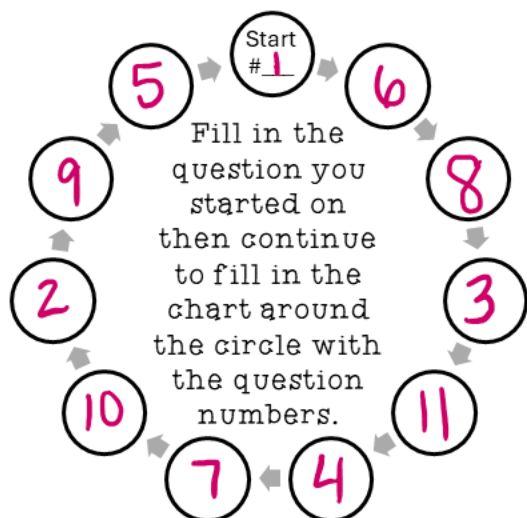 Start
#1
6
8
3
11
4
7
10
2
9
5
Fill in the
question you
started on
then continue
to fill in the
chart around
the circle with
the question
numbers.